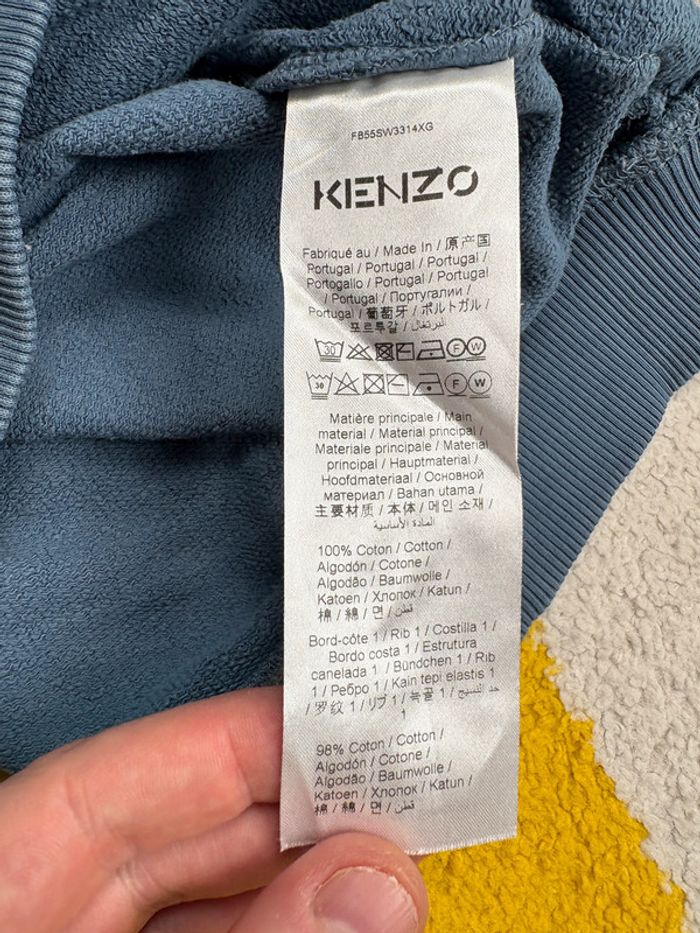 FB55SW3314XG
KENZO
Fabriqué au / Made In / 原产国
Portugal / Portugal / Portugal /
Portogallo / Portugal / Portugal
/ Portugal / Португалии /
Portugal / 葡萄牙 / ポルトガル /
포르투갈 / البرتغال
30 F W
30 F W
Matière principale / Main
material / Material principal /
Materiale principale / Material
principal / Hauptmaterial /
Hoofdmateriaal / Основной
материал / Bahan utama /
主要材质 / 本体 / 메인 소재 /
المادة الأساسية
100% Coton / Cotton /
Algodón / Cotone /
Algodão / Baumwolle /
Katoen / Хлопок / Katun /
棉 / 綿 / 면 / قطن
Bord-côte 1 / Rib 1 / Costilla 1 /
Bordo costa 1 / Estrutura
canelada 1 / Bündchen 1 / Rib
1 / Ребро 1 / Kain tepi elastis 1
/ 罗纹 1 / リブ 1 / 늑골 1 / حد النسيج
1
98% Coton / Cotton /
Algodón / Cotone /
Algodão / Baumwolle /
Katoen / Хлопок / Katun /
棉 / 綿 / 면 / قطن